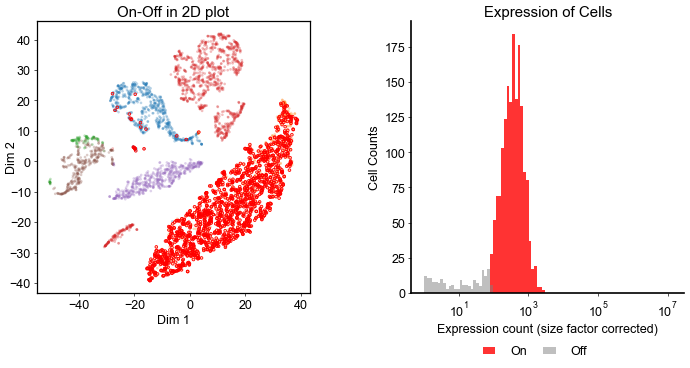 On-Off in 2D plot
Dim 2
40
30
20
10
0
−10
−20
−30
−40
−40 −20 0 20 40
Dim 1
Expression of Cells
Cell Counts
175
150
125
100
75
50
25
0
10^1 10^3 10^5 10^7
Expression count (size factor corrected)
On Off